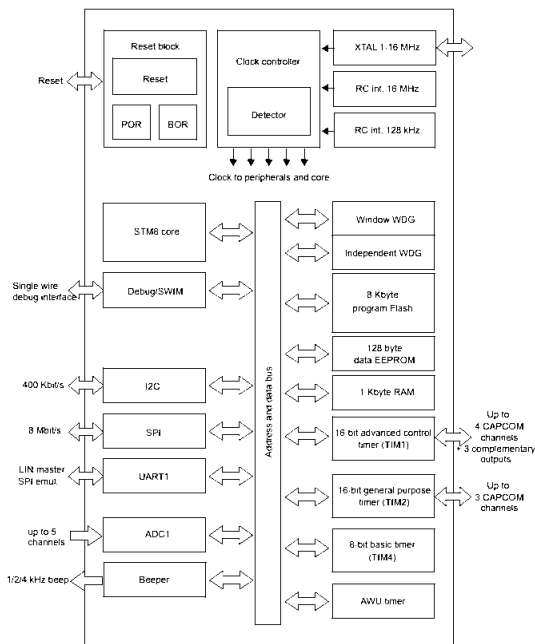 Reset block
Reset
POR
BOR
Reset
Clock controller
Detector
XTAL 1-16 MHz
RC int. 16 MHz
RC int. 128 kHz
Clock to peripherals and core
STM8 core
Single wire
debug interface
Debug/SWIM
400 Kbit/s
I2C
8 Mbit/s
SPI
LIN master
SPI emul.
UART1
up to 5
channels
ADC1
1/2/4 kHz beep
Beeper
Address and data bus
Window WDG
Independent WDG
8 Kbyte
program Flash
128 byte
data EEPROM
1 Kbyte RAM
16 bit advanced control
timer (TIM1)
Up to
4 CAPCOM
channels
+ 3 complementary
outputs
16-bit general purpose
timer (TIM2)
Up to
3 CAPCOM
channels
8-bit basic timer
(TIM4)
AWU timer